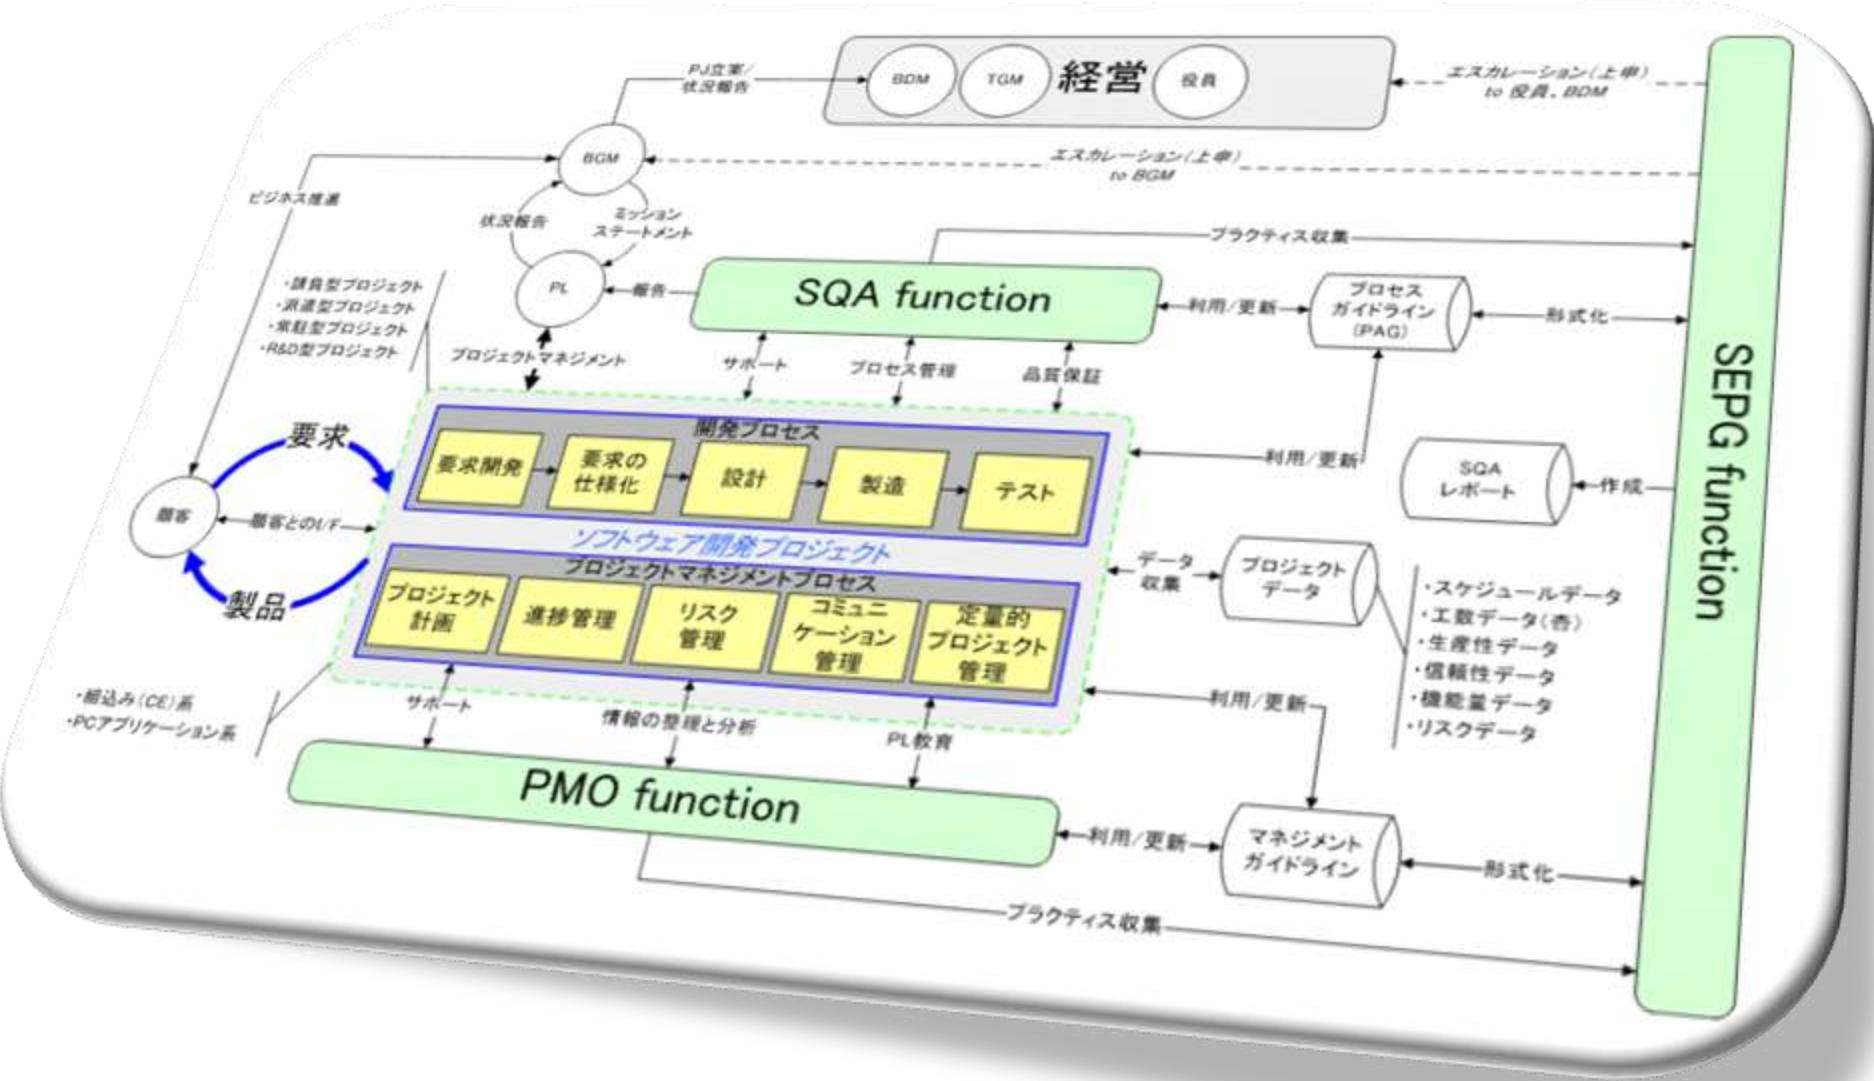 PJ立案/
状況報告
BDM
TGM
経営
役員
エスカレーション(上申)
to 役員、BDM
BGM
エスカレーション(上申)
to BGM
ビジネス推進
状況報告
ミッション
ステートメント
プラクティス収集
PL
報告
SQA function
利用/更新
プロセス
ガイドライン
(PAG)
形式化
・請負型プロジェクト
・派遣型プロジェクト
・常駐型プロジェクト
・R&D型プロジェクト
プロジェクトマネジメント
サポート
プロセス管理
品質保証
SEPG function
要求
開発プロセス
要求開発
要求の
仕様化
設計
製造
テスト
利用/更新
SQA
レポート
作成
顧客
顧客とのI/F
ソフトウェア開発プロジェクト
製品
プロジェクトマネジメントプロセス
プロジェクト
計画
進捗管理
リスク
管理
コミュニ
ケーション
管理
定量的
プロジェクト
管理
データ
収集
プロジェクト
データ
・スケジュールデータ
・工数データ(杏)
・生産性データ
・信頼性データ
・機能量データ
・リスクデータ
・組込み(CE)系
・PCアプリケーション系
サポート
情報の整理と分析
PL教育
利用/更新
PMO function
利用/更新
マネジメント
ガイドライン
形式化
プラクティス収集